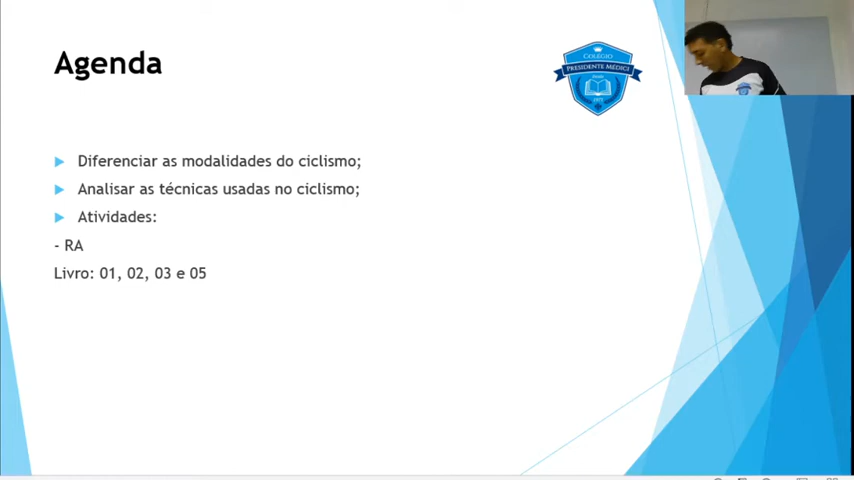 Agenda
COLÉGIO
PRESIDENTE MÉDICI
Diferenciar as modalidades do ciclismo;
Analisar as técnicas usadas no ciclismo;
Atividades:
- RA
Livro: 01, 02, 03 e 05